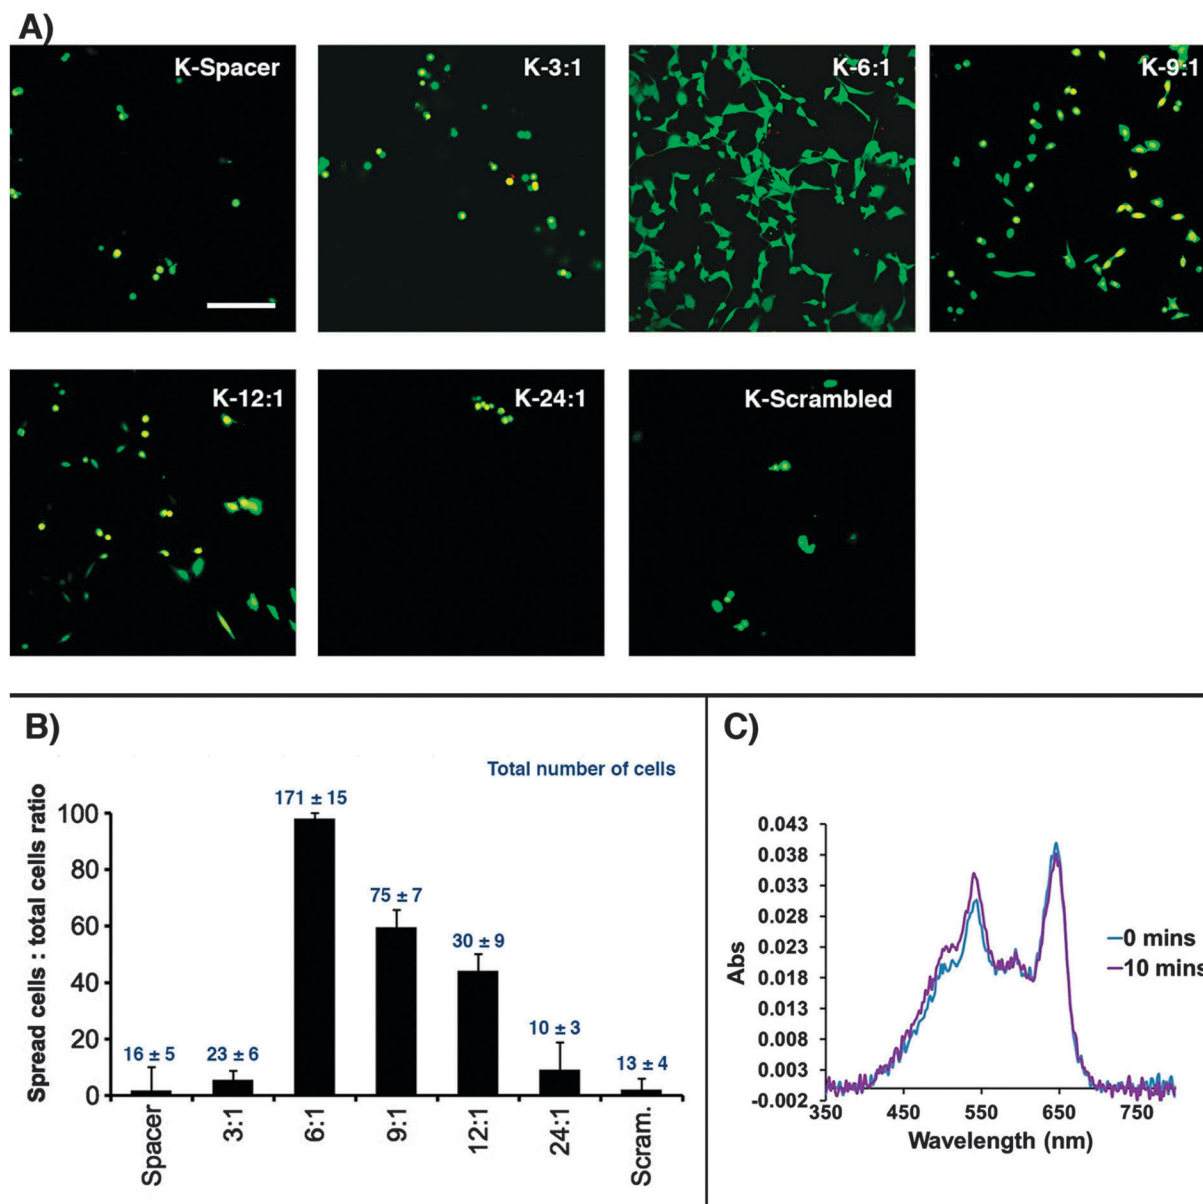 A)
K-Spacer
K-3:1
K-6:1
K-9:1
K-12:1
K-24:1
K-Scrambled
B)
Total number of cells
Spread cells : total cells ratio
100
80
60
40
20
0
16 ± 5
23 ± 6
171 ± 15
75 ± 7
30 ± 9
10 ± 3
13 ± 4
Spacer
3:1
6:1
9:1
12:1
24:1
Scram.
C)
Abs
0.043
0.038
0.033
0.028
0.023
0.018
0.013
0.008
0.003
-0.002
350
450
550
650
750
Wavelength (nm)
0 mins
10 mins